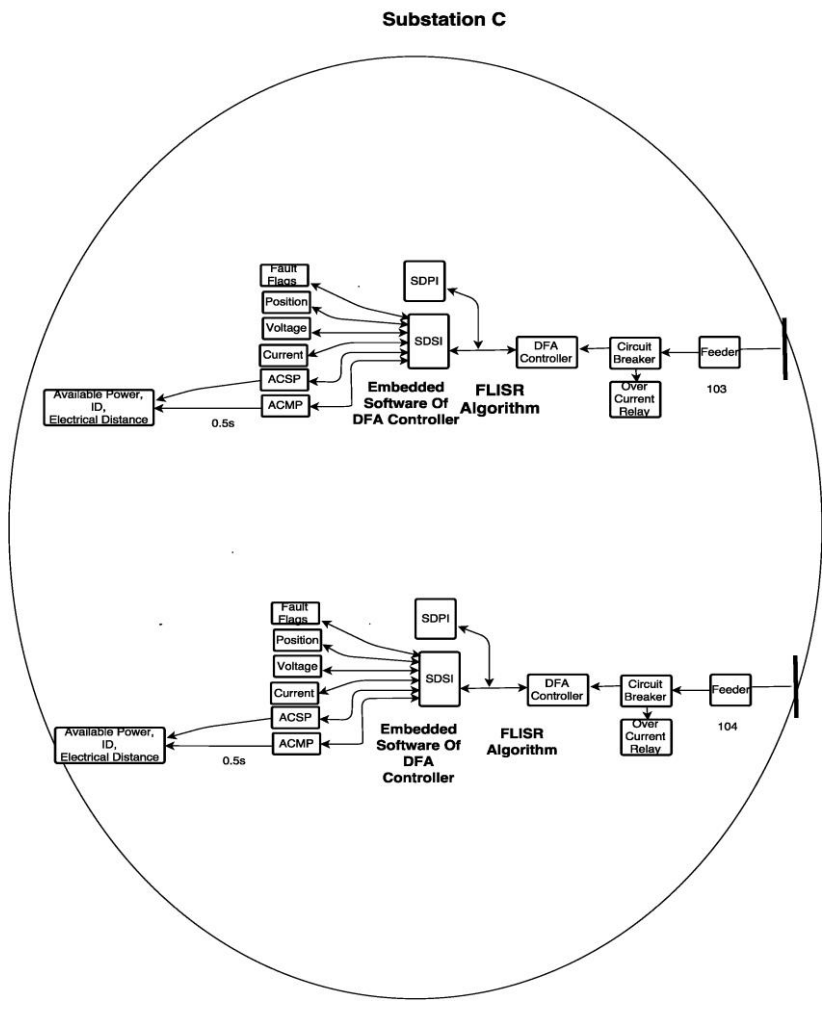 Substation C
Fault
Flags
SDPI
Position
Voltage
SDSI
DFA
Controller
Circuit
Breaker
Feeder
Current
ACSP
Over
Current
Relay
103
Embedded
Software Of
DFA Controller
FLISR
Algorithm
Available Power,
ID,
Electrical Distance
ACMP
0.5s
Fault
Flags
SDPI
Position
Voltage
SDSI
DFA
Controller
Circuit
Breaker
Feeder
Current
ACSP
Over
Current
Relay
104
Embedded
Software Of
DFA
Controller
FLISR
Algorithm
Available Power,
ID,
Electrical Distance
ACMP
0.5s